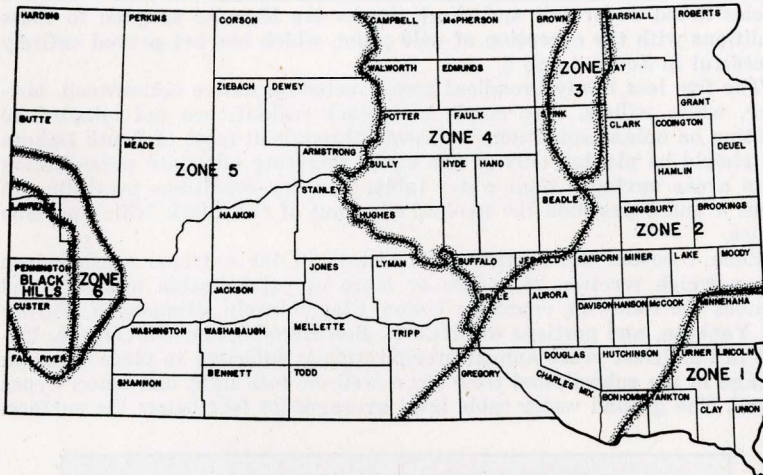 HARDING PERKINS CORSON CAMPBELL McPHERSON BROWN MARSHALL ROBERTS
ZONE 3
DAY
WALWORTH EDMUNDS
ZIEBACH DEWEY
GRANT
BUTTE
POTTER FAULK SPINK CLARK CODINGTON
MEADE
ZONE 5
ZONE 4
DEUEL
ARMSTRONG SULLY HYDE HAND
HAMLIN
STANLEY
BEADLE
LAWRENCE
HAAKON
HUGHES
KINGSBURY BROOKINGS
ZONE 2
PENNINGTON
BLACK HILLS
ZONE 6
JONES LYMAN BUFFALO JERAULD SANBORN MINER LAKE MOODY
JACKSON
CUSTER
BRULE AURORA DAVISON HANSON McCOOK MINNEHAHA
WASHINGTON WASHABAUGH MELLETTE TRIPP
FALL RIVER
DOUGLAS HUTCHINSON TURNER LINCOLN
SHANNON BENNETT TODD GREGORY
CHARLES MIX
ZONE 1
BON HOMME YANKTON CLAY UNION